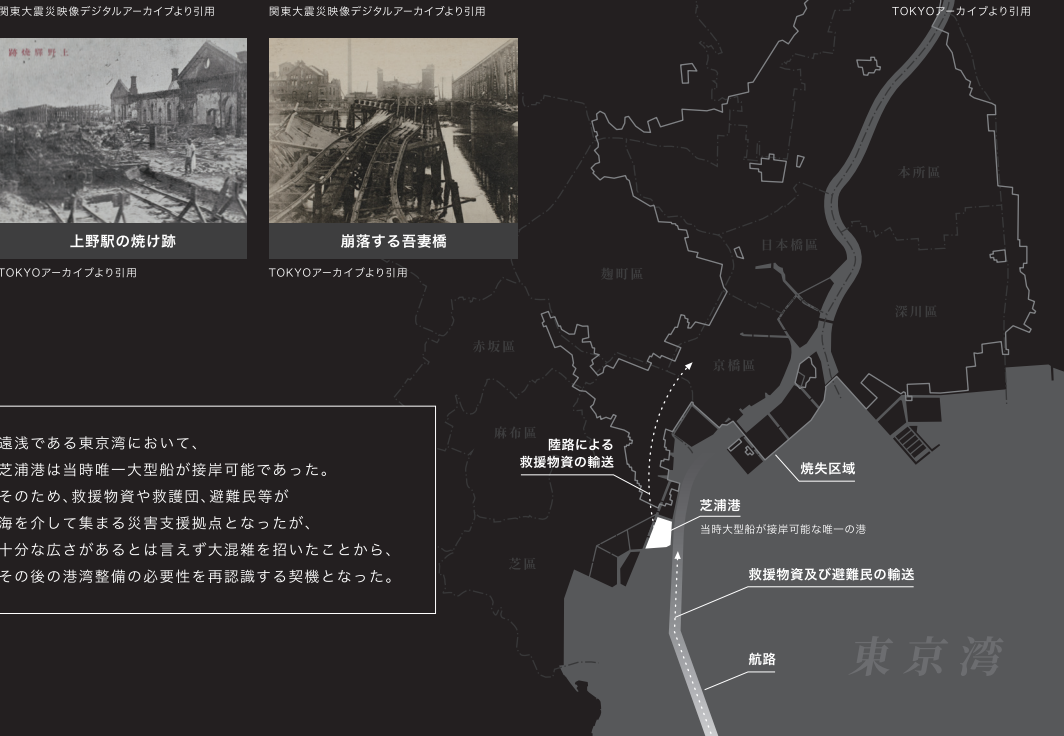 関東大震災映像デジタルアーカイブより引用
関東大震災映像デジタルアーカイブより引用
TOKYOアーカイブより引用
跡焼驛野上
上野駅の焼け跡
崩落する吾妻橋
TOKYOアーカイブより引用
TOKYOアーカイブより引用
本所區
日本橋區
麹町區
深川區
赤坂區
京橋區
麻布區
芝區
遠浅である東京湾において、
芝浦港は当時唯一大型船が接岸可能であった。
そのため、救援物資や救護団、避難民等が
海を介して集まる災害支援拠点となったが、
十分な広さがあるとは言えず大混雑を招いたことから、
その後の港湾整備の必要性を再認識する契機となった。
陸路による
救援物資の輸送
焼失区域
芝浦港
当時大型船が接岸可能な唯一の港
救援物資及び避難民の輸送
航路
東京湾